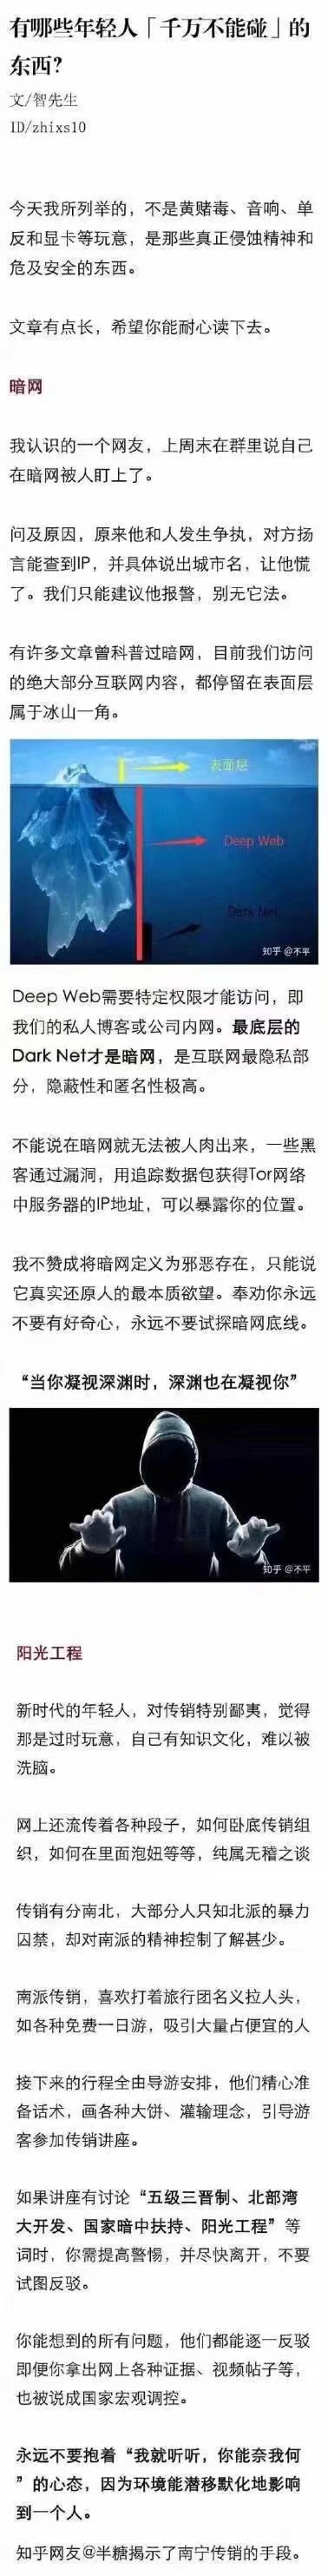 有哪些年轻人「千万不能碰」的
东西？
文/智先生
ID/zhixs10
今天我所列举的，不是黄赌毒、音响、单
反和显卡等玩意，是那些真正侵蚀精神和
危及安全的东西。
文章有点长，希望你能耐心读下去。
暗网
我认识的一个网友，上周末在群里说自己
在暗网被人盯上了。
问及原因，原来他和人发生争执，对方扬
言能查到IP，并具体说出城市名，让他慌
了。我们只能建议他报警，别无它法。
有许多文章曾科普过暗网，目前我们访问
的绝大部分互联网内容，都停留在表面层
属于冰山一角。
表面层
Deep Web
Dark Net
知乎 @不平
Deep Web需要特定权限才能访问，即
我们的私人博客或公司内网。最底层的
Dark Net才是暗网，是互联网最隐私部
分，隐蔽性和匿名性极高。
不能说在暗网就无法被人肉出来，一些黑
客通过漏洞，用追踪数据包获得Tor网络
中服务器的IP地址，可以暴露你的位置。
我不赞成将暗网定义为邪恶存在，只能说
它真实还原人的最本质欲望。奉劝你永远
不要有好奇心，永远不要试探暗网底线。
“当你凝视深渊时，深渊也在凝视你”
知乎 @不平
阳光工程
新时代的年轻人，对传销特别鄙夷，觉得
那是过时玩意，自己有知识文化，难以被
洗脑。
网上还流传着各种段子，如何卧底传销组
织，如何在里面泡妞等等，纯属无稽之谈
传销有分南北，大部分人只知北派的暴力
囚禁，却对南派的精神控制了解甚少。
南派传销，喜欢打着旅行团名义拉人头，
如各种免费一日游，吸引大量占便宜的人
接下来的行程全由导游安排，他们精心准
备话术，画各种大饼、灌输理念，引导游
客参加传销讲座。
如果讲座有讨论“五级三晋制、北部湾
大开发、国家暗中扶持、阳光工程”等
词时，你需提高警惕，并尽快离开，不要
试图反驳。
你能想到的所有问题，他们都能逐一反驳
即便你拿出网上各种证据、视频帖子等，
也被说成国家宏观调控。
永远不要抱着“我就听听，你能奈我何
”的心态，因为环境能潜移默化地影响
到一个人。
知乎网友@半糖揭示了南宁传销的手段。